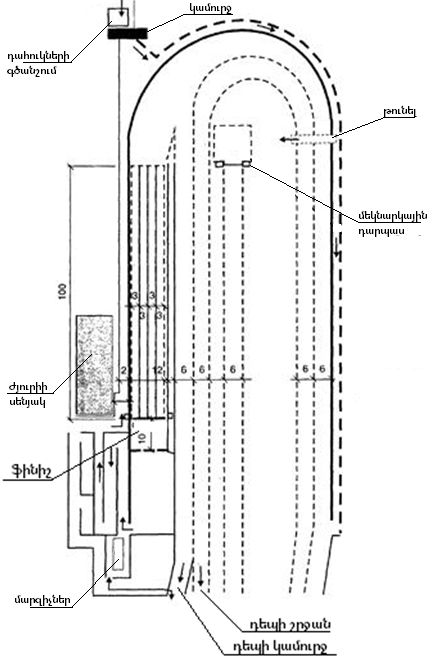 կամուրջ
դահուկների
գծանշում
թունել
մեկնարկային
դարպաս
100
3 3
3 3
2 12 6 6 6 6 6
ժյուրիի
սենյակ
10
ֆինիշ
մարզիչներ
դեպի շրջան
դեպի կամուրջ